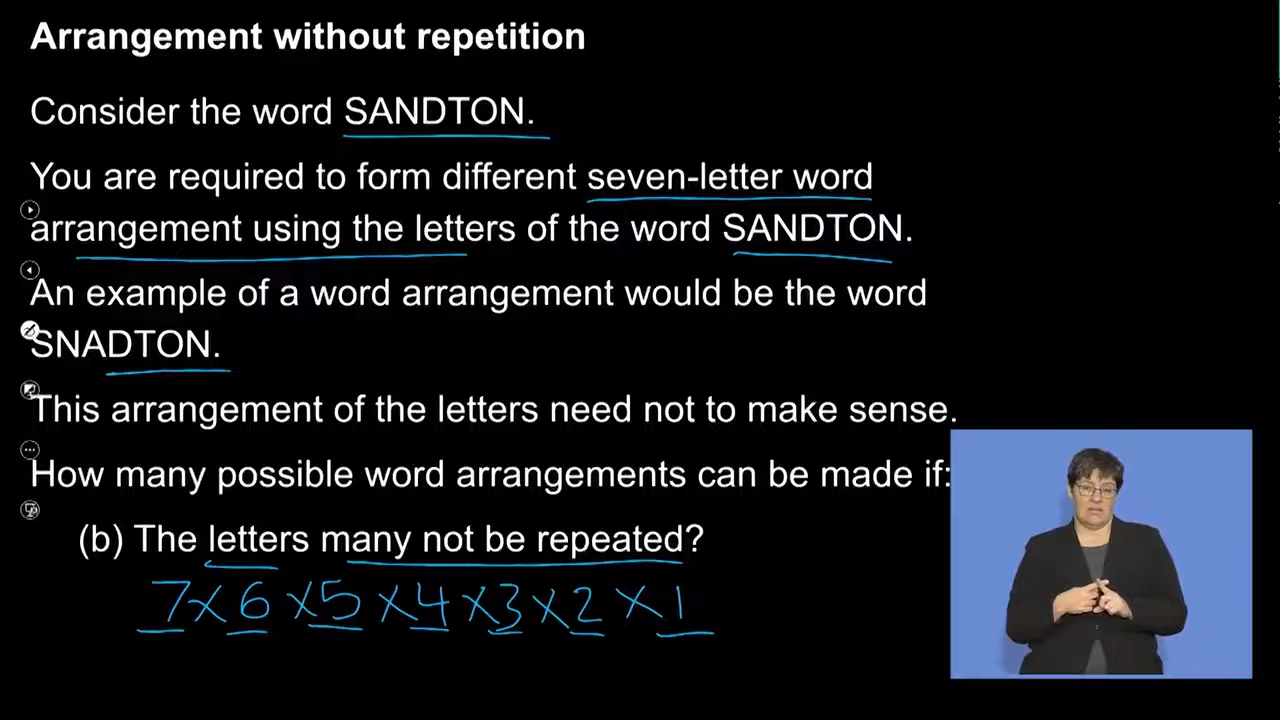 Arrangement without repetition
Consider the word SANDTON.
You are required to form different seven-letter word
arrangement using the letters of the word SANDTON.
An example of a word arrangement would be the word
SNADTON.
This arrangement of the letters need not to make sense.
How many possible word arrangements can be made if:
(b) The letters many not be repeated?
7 × 6 × 5 × 4 × 3 × 2 × 1